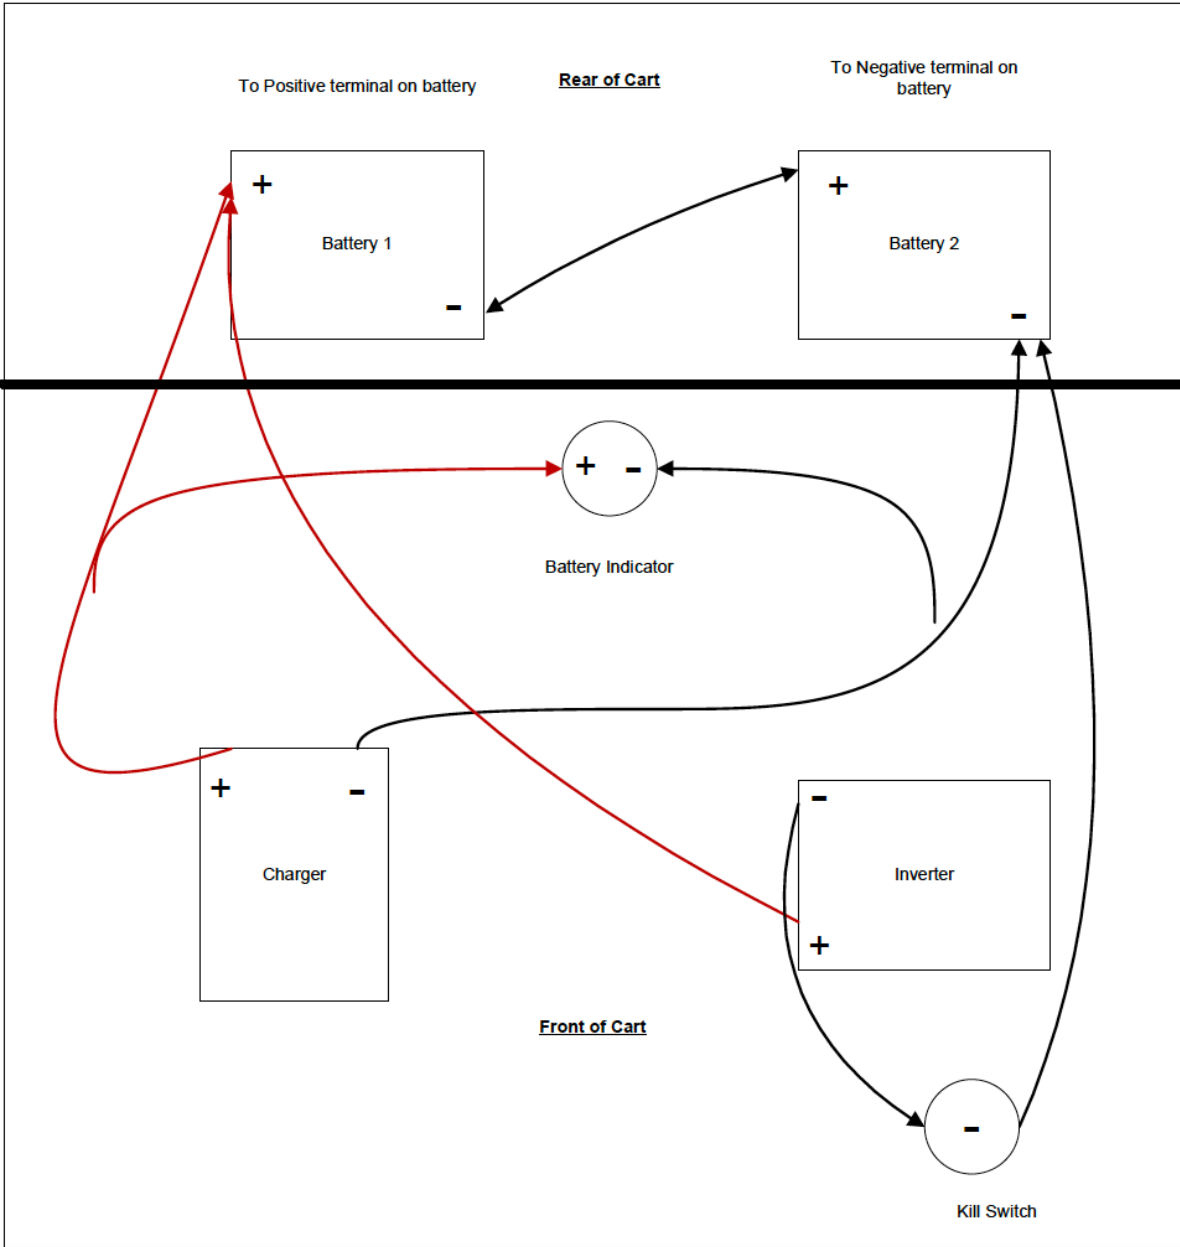 To Positive terminal on battery
Rear of Cart
To Negative terminal on
battery
+
+
Battery 1
Battery 2
-
-
+ -
Battery Indicator
+ -
-
Charger
Inverter
+
Front of Cart
-
Kill Switch